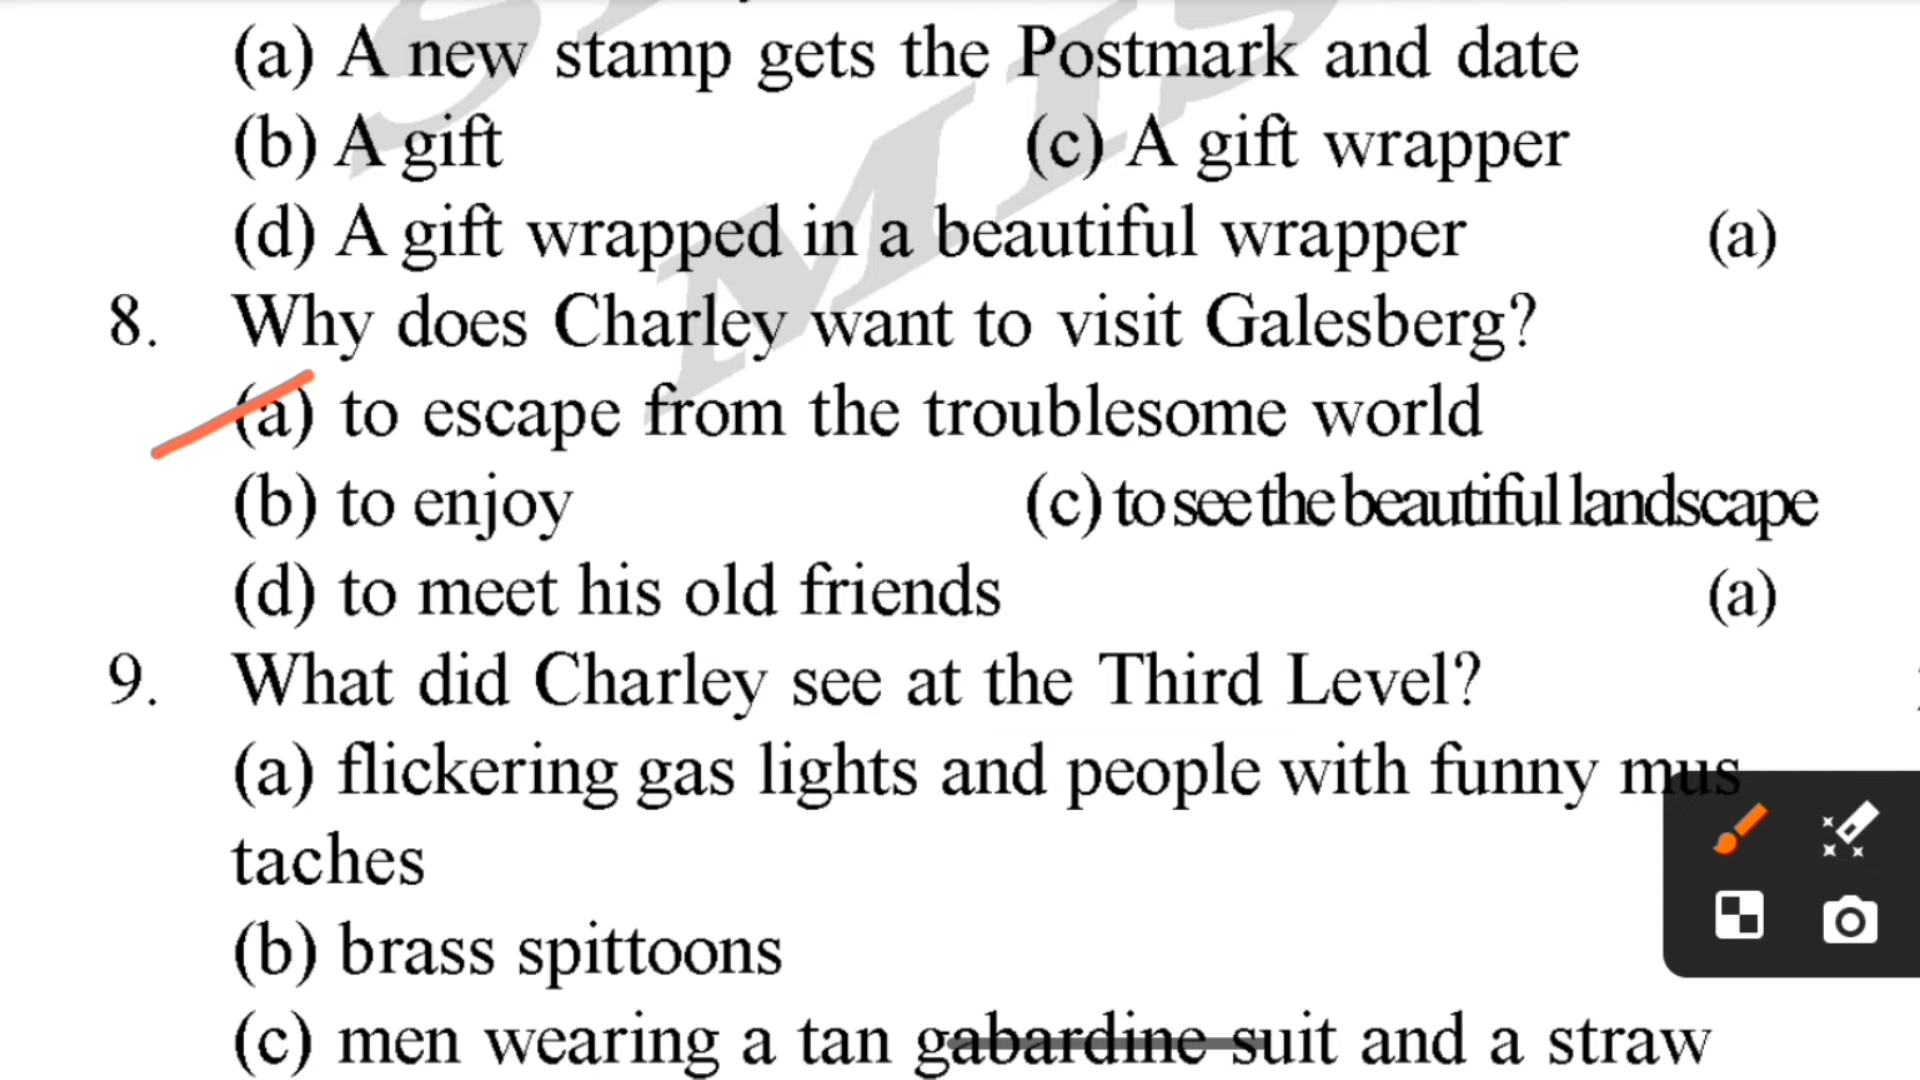 (a) A new stamp gets the Postmark and date
(b) A gift (c) A gift wrapper
(d) A gift wrapped in a beautiful wrapper (a)
8. Why does Charley want to visit Galesberg?
(a) to escape from the troublesome world
(b) to enjoy (c) to see the beautiful landscape
(d) to meet his old friends (a)
9. What did Charley see at the Third Level?
(a) flickering gas lights and people with funny mus
taches
(b) brass spittoons
(c) men wearing a tan gabardine suit and a straw